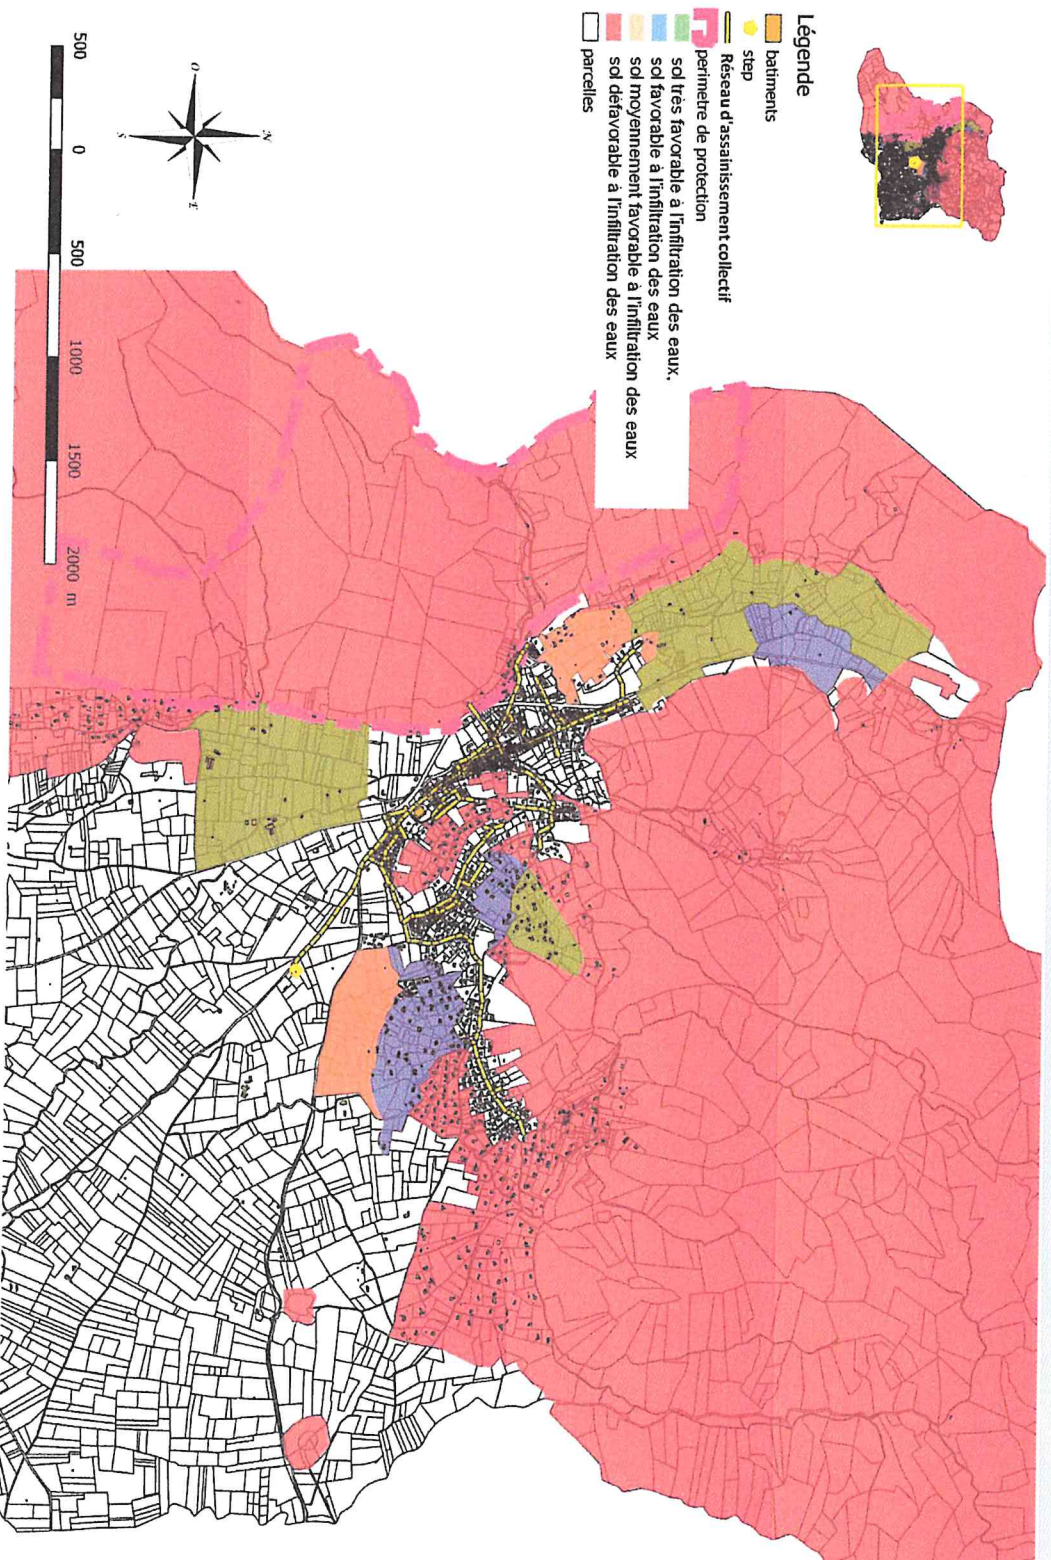 Légende
batiments
step
Réseau d'assainissement collectif
perimetre de protection
sol très favorable à l'infiltration des eaux,
sol favorable à l'infiltration des eaux
sol moyennement favorable à l'infiltration des eaux
sol défavorable à l'infiltration des eaux
parcelles
N
O
E
S
500 0 500 1000 1500 2000 m